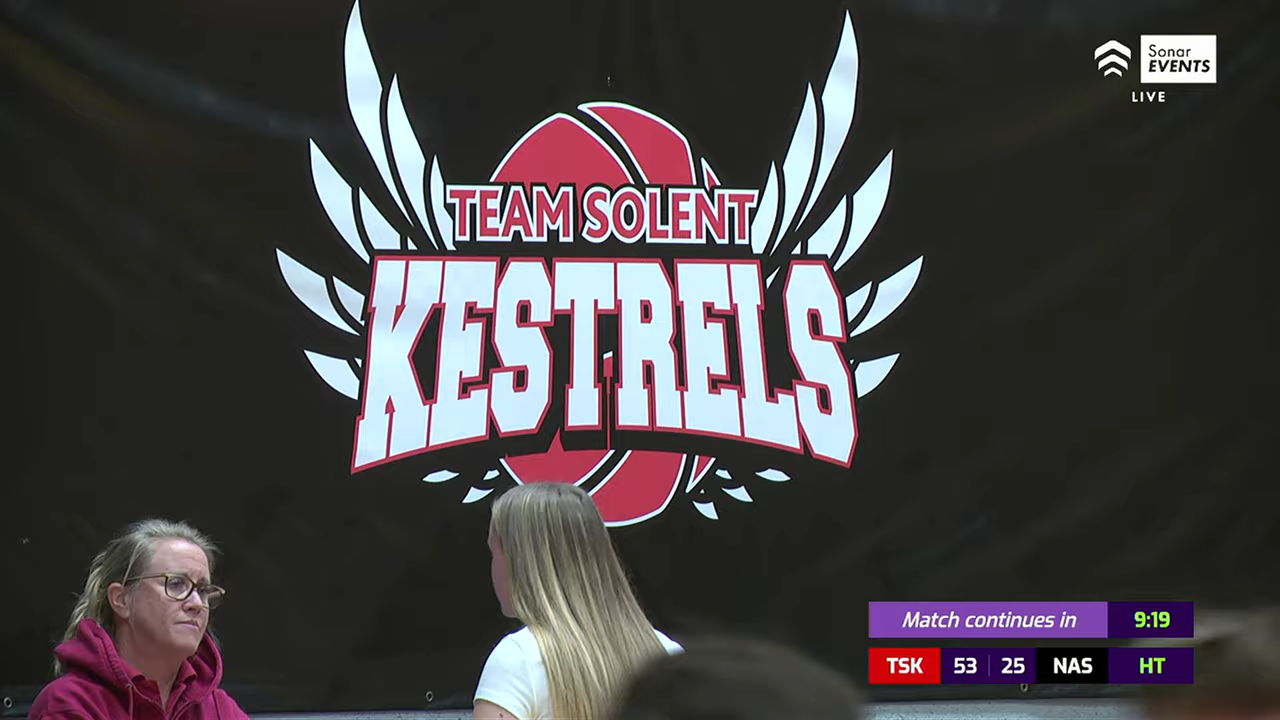 Sonar
EVENTS
LIVE
TEAM SOLENT
KESTRELS
Match continues in 9:19
TSK 53 25 NAS HT